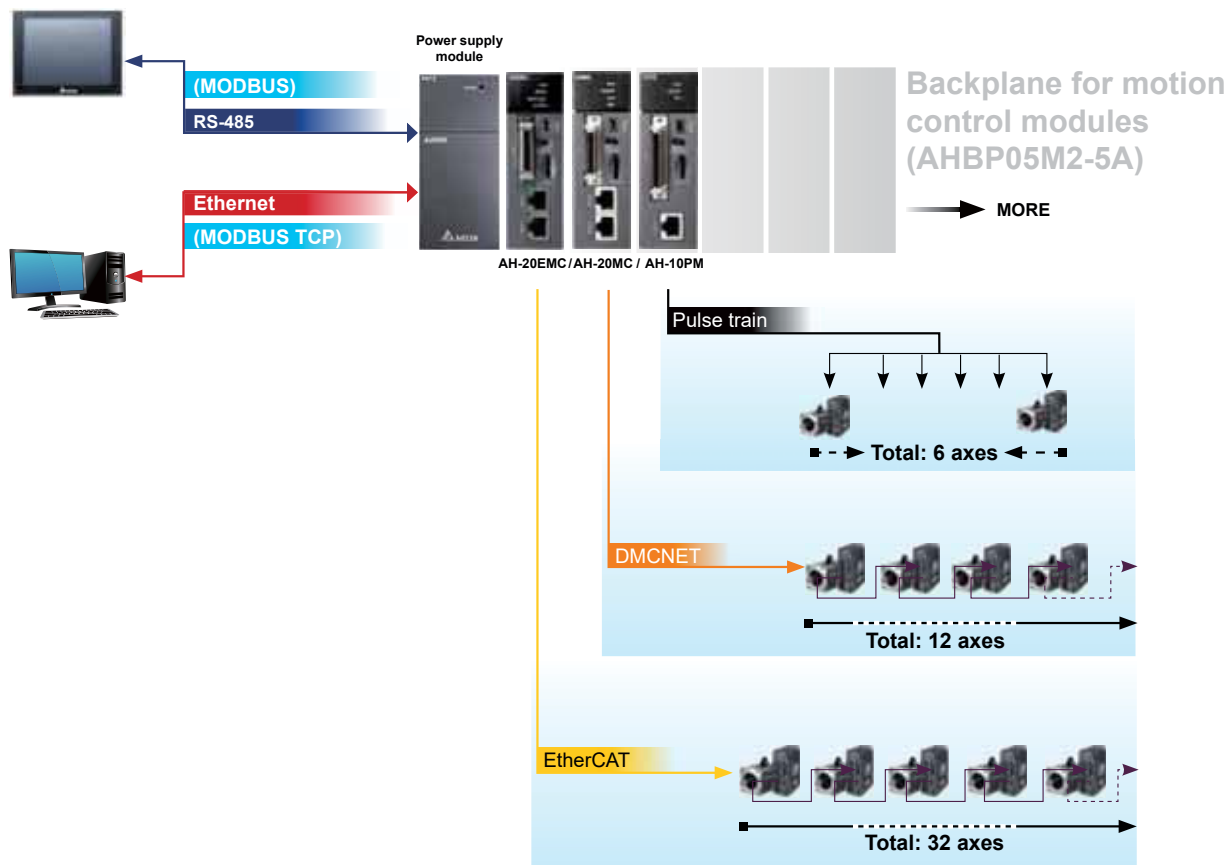 Power supply
module
(MODBUS)
RS-485
Ethernet
(MODBUS TCP)
Backplane for motion
control modules
(AHBP05M2-5A)
MORE
AH-20EMC/AH-20MC / AH-10PM
Pulse train
Total: 6 axes
DMCNET
Total: 12 axes
EtherCAT
Total: 32 axes